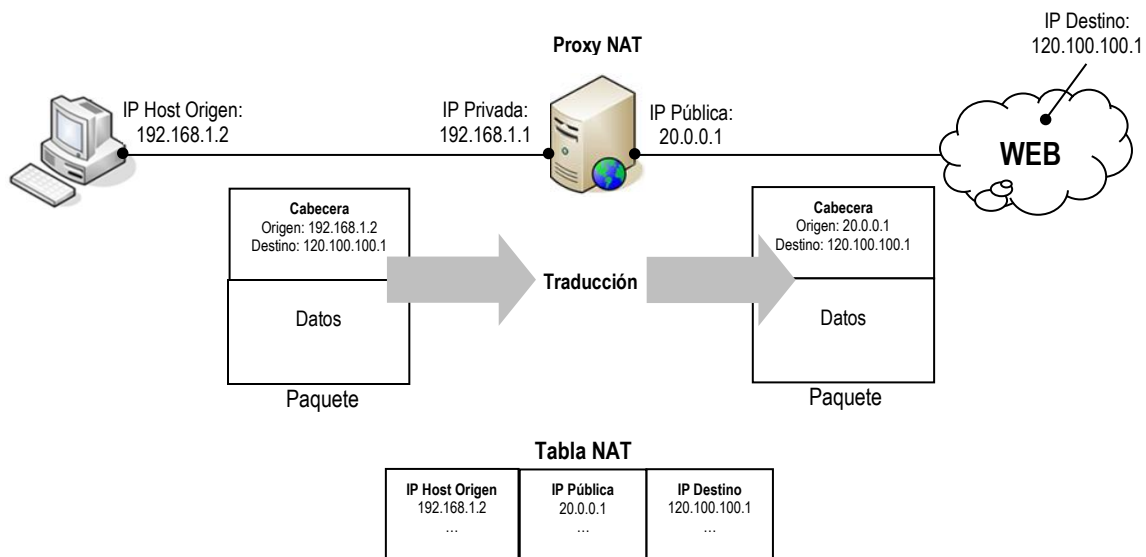 IP Destino:
120.100.100.1
Proxy NAT
IP Host Origen:
192.168.1.2
IP Privada:
192.168.1.1
IP Pública:
20.0.0.1
WEB
Cabecera
Origen: 192.168.1.2
Destino: 120.100.100.1
Datos
Paquete
Traducción
Cabecera
Origen: 20.0.0.1
Destino: 120.100.100.1
Datos
Paquete
Tabla NAT
IP Host Origen
192.168.1.2
...
IP Pública
20.0.0.1
...
IP Destino
120.100.100.1
...